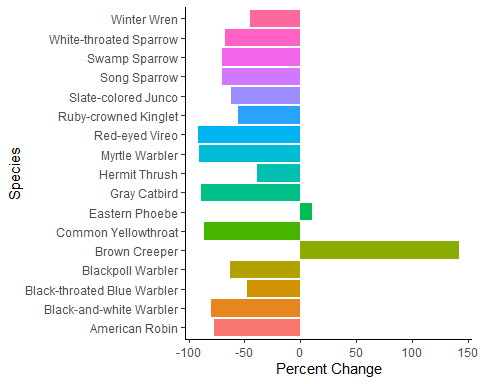 Winter Wren
White-throated Sparrow
Swamp Sparrow
Song Sparrow
Slate-colored Junco
Ruby-crowned Kinglet
Red-eyed Vireo
Myrtle Warbler
Hermit Thrush
Gray Catbird
Eastern Phoebe
Common Yellowthroat
Brown Creeper
Blackpoll Warbler
Black-throated Blue Warbler
Black-and-white Warbler
American Robin
Species
-100 -50 0 50 100 150
Percent Change